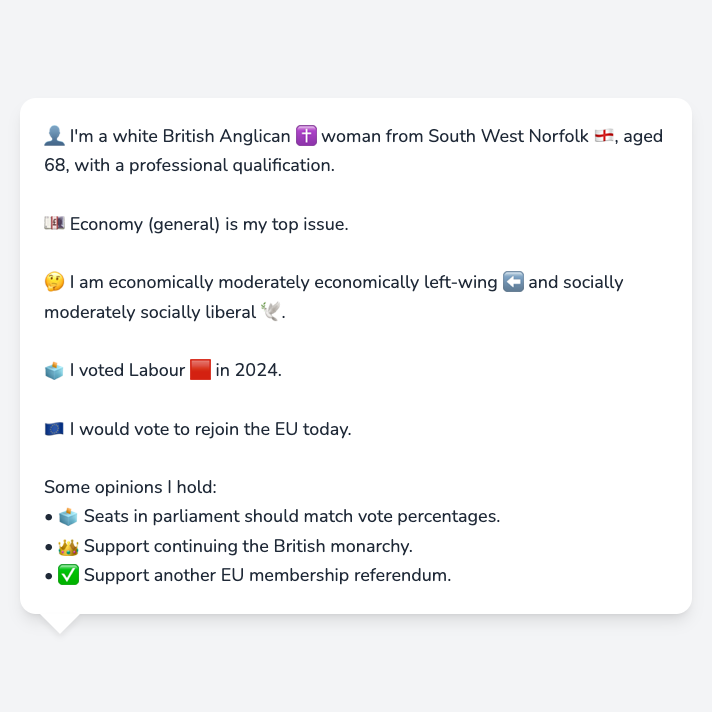 👤 I'm a white British Anglican ✝️ woman from South West Norfolk 🏴󠁧󠁢󠁥󠁮󠁧󠁿, aged
68, with a professional qualification.
💷 Economy (general) is my top issue.
🤔 I am economically moderately economically left-wing ⬅️ and socially
moderately socially liberal 🕊️.
🗳️ I voted Labour 🟥 in 2024.
🇪🇺 I would vote to rejoin the EU today.
Some opinions I hold:
• 🗳️ Seats in parliament should match vote percentages.
• 👑 Support continuing the British monarchy.
• ✅ Support another EU membership referendum.